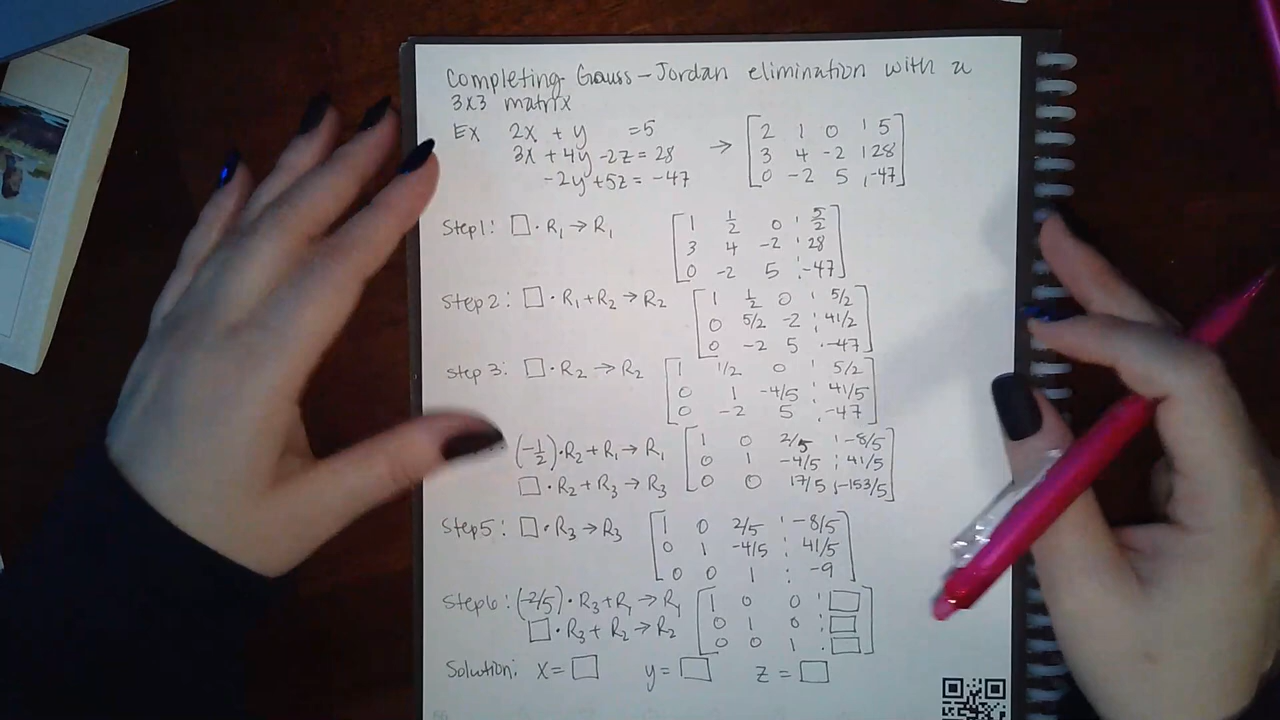 Completing Gauss-Jordan elimination with a
3x3 matrix
Ex 2x + y = 5
3x + 4y - 2z = 28
-2y + 5z = -47
→ [2 1 0 | 5
3 4 -2 | 28
0 -2 5 | -47]
Step 1: □ · R₁ → R₁
[1 1/2 0 | 5/2
3 4 -2 | 28
0 -2 5 | -47]
Step 2: □ · R₁ + R₂ → R₂
[1 1/2 0 | 5/2
0 5/2 -2 | 41/2
0 -2 5 | -47]
Step 3: □ · R₂ → R₂
[1 1/2 0 | 5/2
0 1 -4/5 | 41/5
0 -2 5 | -47]
(-1/2) · R₂ + R₁ → R₁
□ · R₂ + R₃ → R₃
[1 0 2/5 | -8/5
0 1 -4/5 | 41/5
0 0 17/5 | -153/5]
Step 5: □ · R₃ → R₃
[1 0 2/5 | -8/5
0 1 -4/5 | 41/5
0 0 1 | -9]
Step 6: (-2/5) · R₃ + R₁ → R₁
□ · R₃ + R₂ → R₂
[1 0 0 | □
0 1 0 | □
0 0 1 | □]
Solution: x = □ y = □ z = □